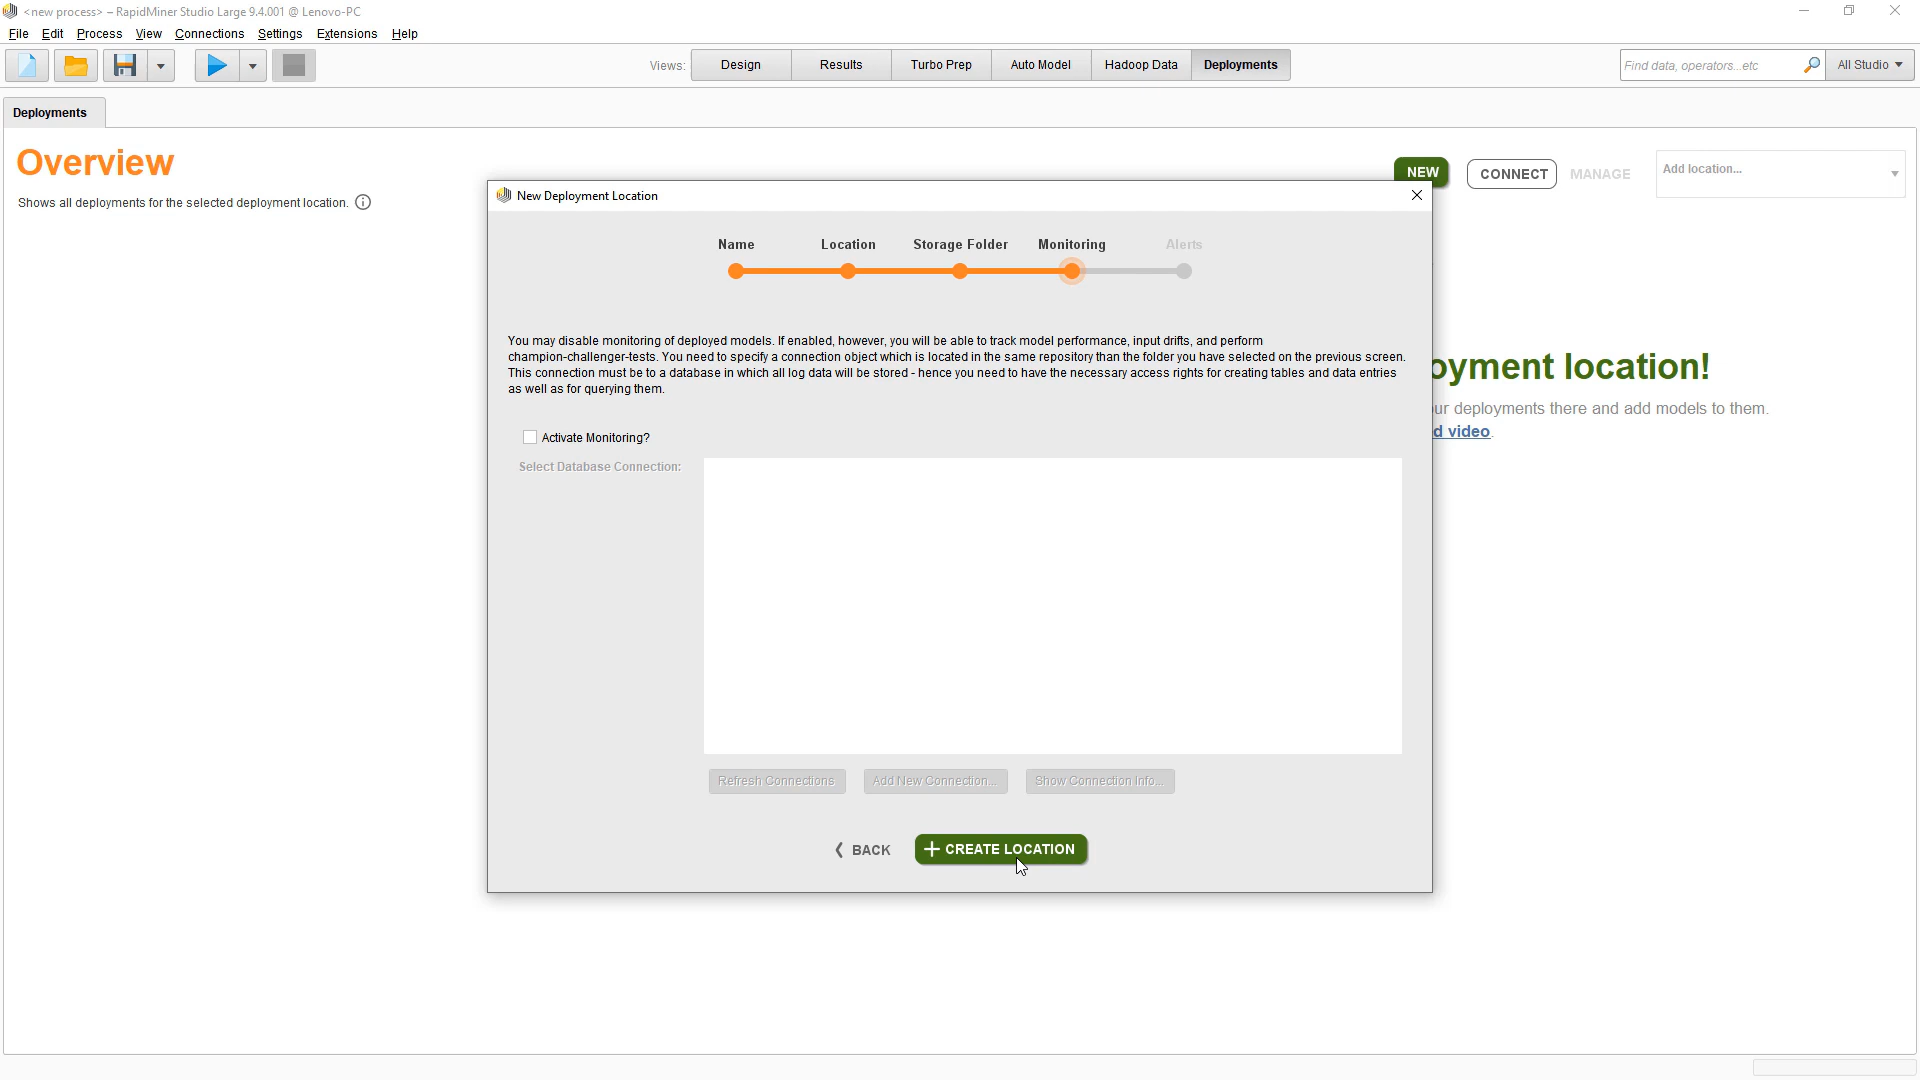 <new process> – RapidMiner Studio Large 9.4.001 @ Lenovo-PC
File Edit Process View Connections Settings Extensions Help
Views: Design Results Turbo Prep Auto Model Hadoop Data Deployments
Find data, operators...etc All Studio
Deployments
Overview
NEW CONNECT MANAGE Add location...
Shows all deployments for the selected deployment location.
New Deployment Location
Name Location Storage Folder Monitoring Alerts
You may disable monitoring of deployed models. If enabled, however, you will be able to track model performance, input drifts, and perform
champion-challenger-tests. You need to specify a connection object which is located in the same repository than the folder you have selected on the previous screen.
This connection must be to a database in which all log data will be stored - hence you need to have the necessary access rights for creating tables and data entries
as well as for querying them.
oyment location!
ur deployments there and add models to them.
d video.
Activate Monitoring?
Select Database Connection:
Refresh Connections Add New Connection... Show Connection Info...
BACK CREATE LOCATION